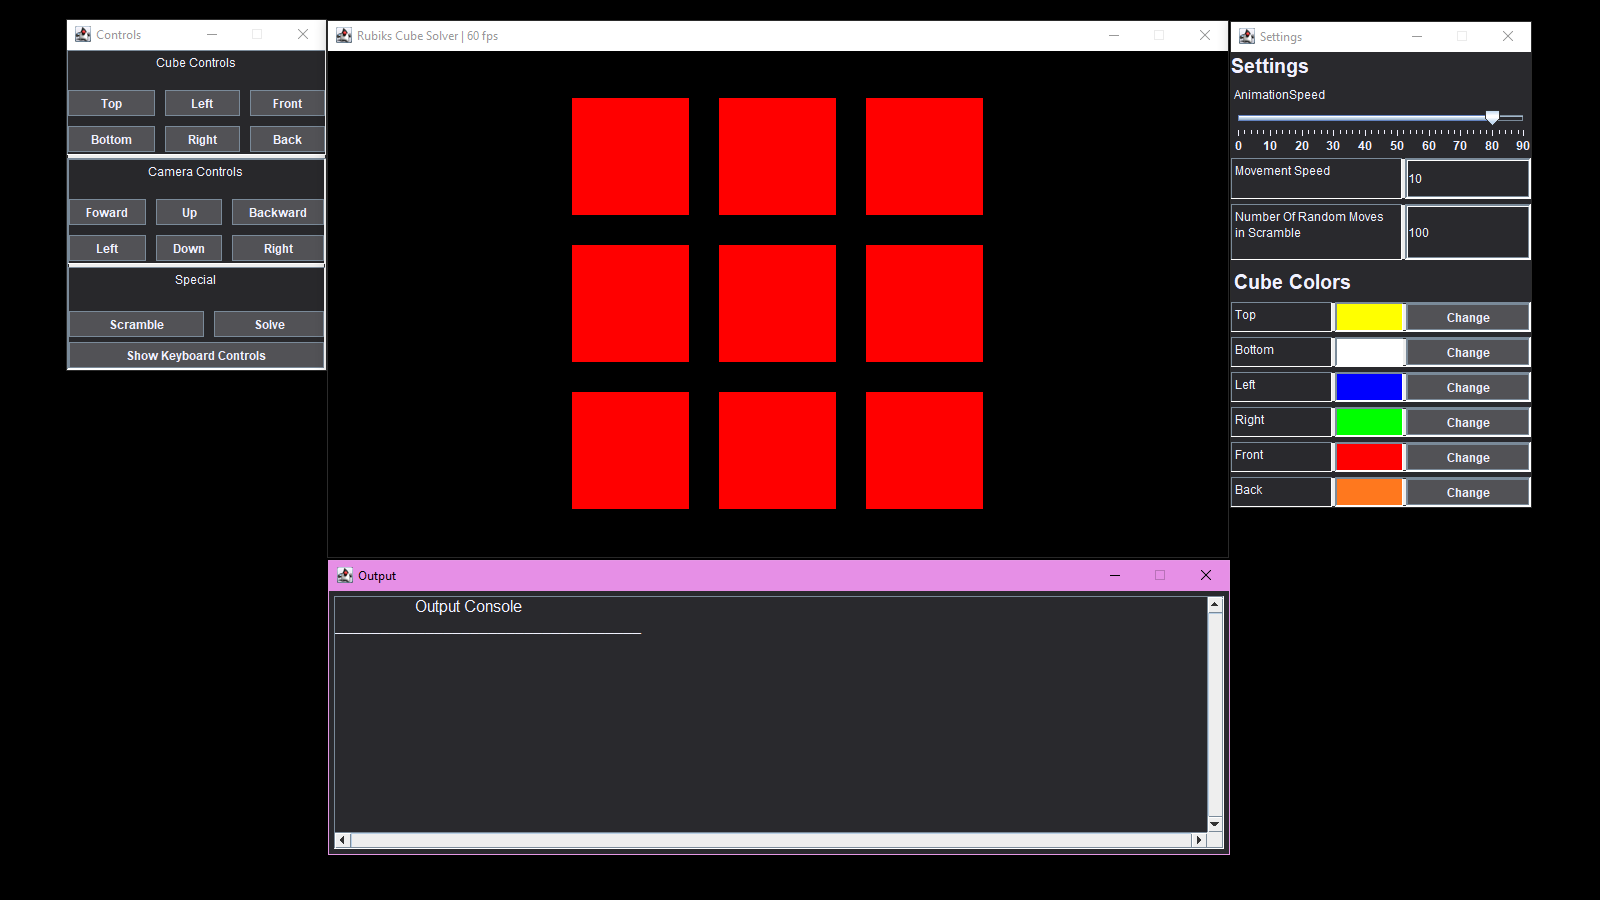 Controls
Cube Controls
Top Left Front
Bottom Right Back
Camera Controls
Foward Up Backward
Left Down Right
Special
Scramble Solve
Show Keyboard Controls
Rubiks Cube Solver | 60 fps
Output
Output Console
Settings
Settings
AnimationSpeed
0 10 20 30 40 50 60 70 80 90
Movement Speed 10
Number Of Random Moves
in Scramble 100
Cube Colors
Top Change
Bottom Change
Left Change
Right Change
Front Change
Back Change